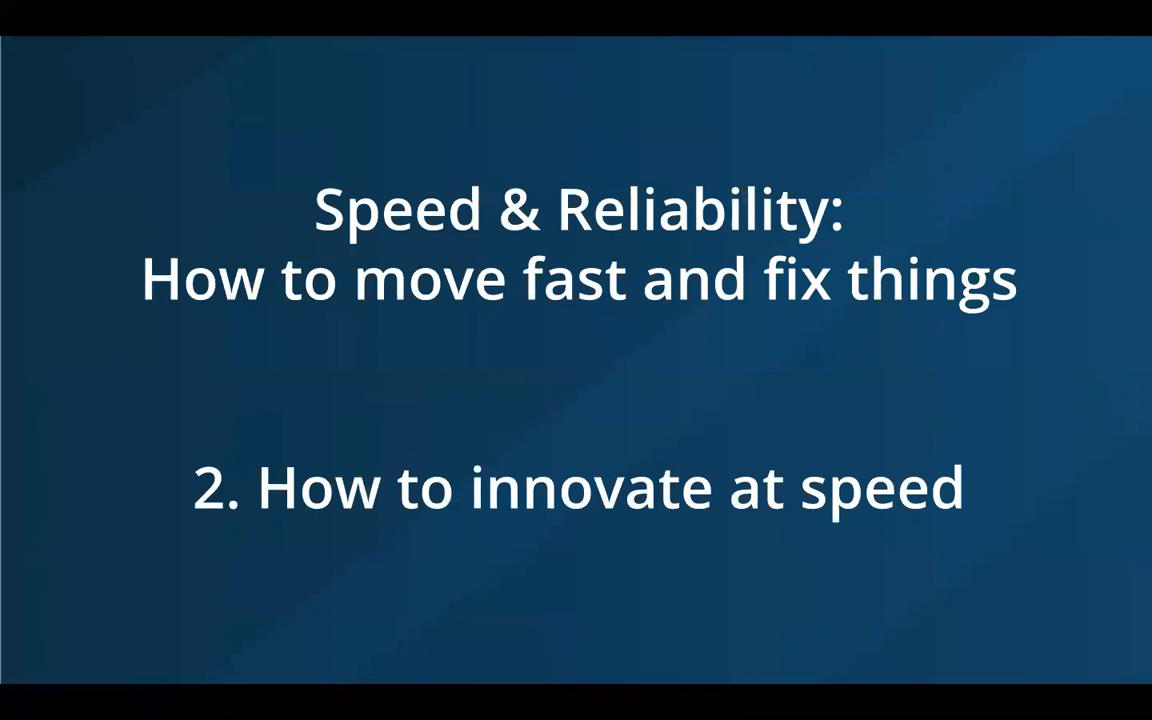 Speed & Reliability:
How to move fast and fix things
2. How to innovate at speed